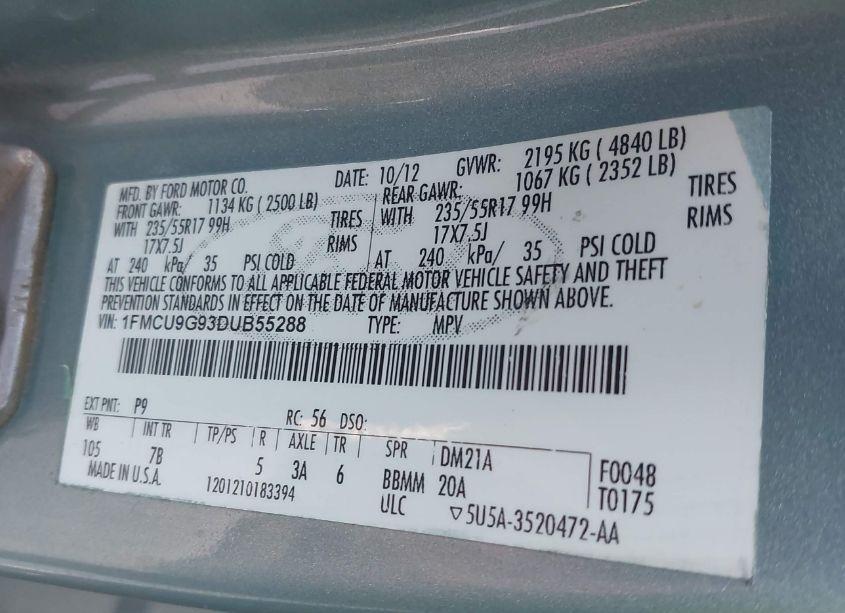 MFD. BY FORD MOTOR CO. DATE: 10/12 GVWR: 2195 KG ( 4840 LB)
FRONT GAWR: 1134 KG ( 2500 LB) REAR GAWR: 1067 KG ( 2352 LB)
WITH 235/55R17 99H TIRES WITH 235/55R17 99H TIRES
17X7.5J RIMS 17X7.5J RIMS
AT 240 kPa/ 35 PSI COLD AT 240 kPa/ 35 PSI COLD
THIS VEHICLE CONFORMS TO ALL APPLICABLE FEDERAL MOTOR VEHICLE SAFETY AND THEFT
PREVENTION STANDARDS IN EFFECT ON THE DATE OF MANUFACTURE SHOWN ABOVE.
VIN: 1FMCU9G93DUB55288 TYPE: MPV
EXT PNT: P9 RC: 56 DSO:
WB INT TR TP/PS R AXLE TR SPR DM21A F0048
105 7B 5 3A 6 BBMM 20A T0175
MADE IN U.S.A. 1201210183394 ULC ▽5U5A-3520472-AA